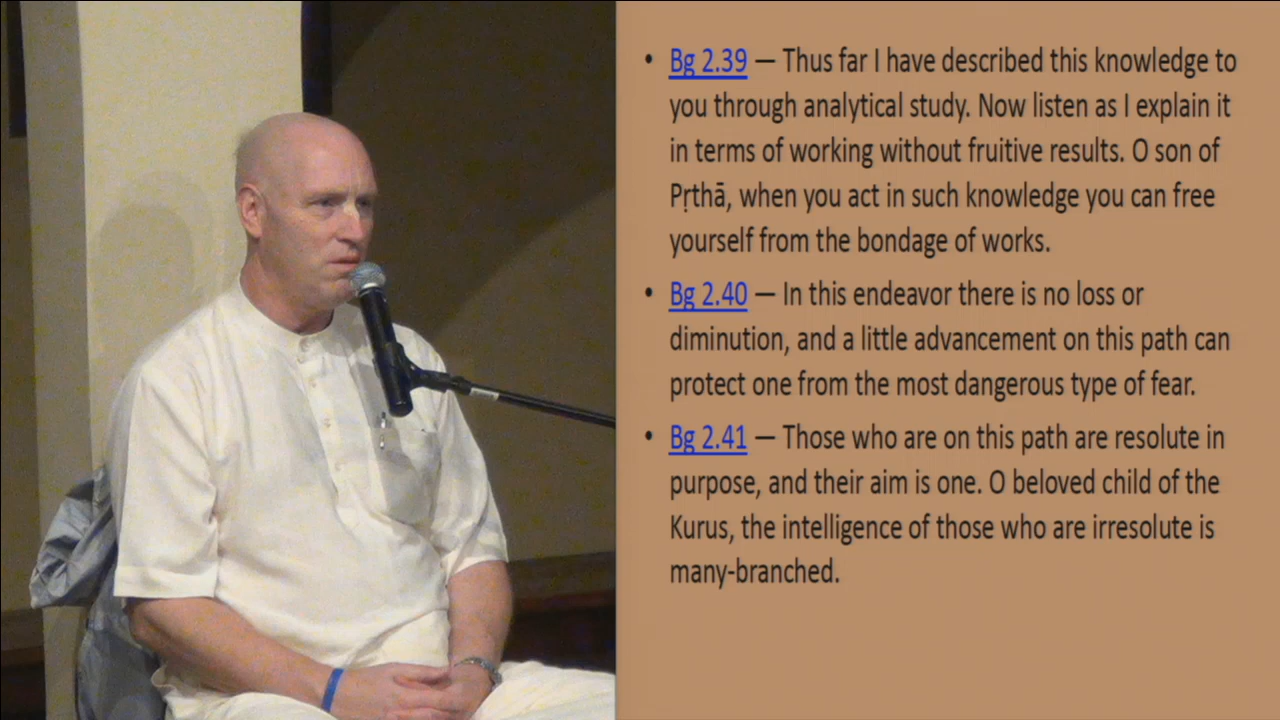 • Bg 2.39 — Thus far I have described this knowledge to
you through analytical study. Now listen as I explain it
in terms of working without fruitive results. O son of
Pṛthā, when you act in such knowledge you can free
yourself from the bondage of works.
• Bg 2.40 — In this endeavor there is no loss or
diminution, and a little advancement on this path can
protect one from the most dangerous type of fear.
• Bg 2.41 — Those who are on this path are resolute in
purpose, and their aim is one. O beloved child of the
Kurus, the intelligence of those who are irresolute is
many-branched.